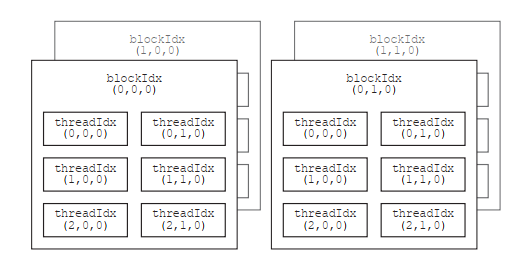 blockIdx
(1,0,0)
blockIdx
(1,1,0)
blockIdx
(0,0,0)
blockIdx
(0,1,0)
threadIdx
(0,0,0)
threadIdx
(0,1,0)
threadIdx
(0,0,0)
threadIdx
(0,1,0)
threadIdx
(1,0,0)
threadIdx
(1,1,0)
threadIdx
(1,0,0)
threadIdx
(1,1,0)
threadIdx
(2,0,0)
threadIdx
(2,1,0)
threadIdx
(2,0,0)
threadIdx
(2,1,0)